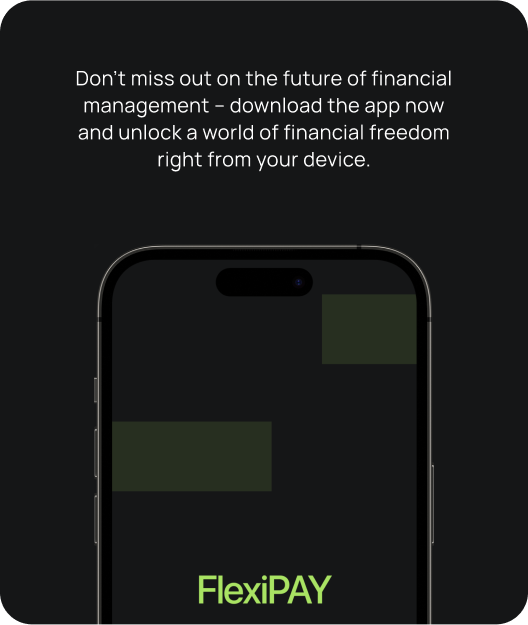 Don't miss out on the future of financial
management – download the app now
and unlock a world of financial freedom
right from your device.
FlexiPAY